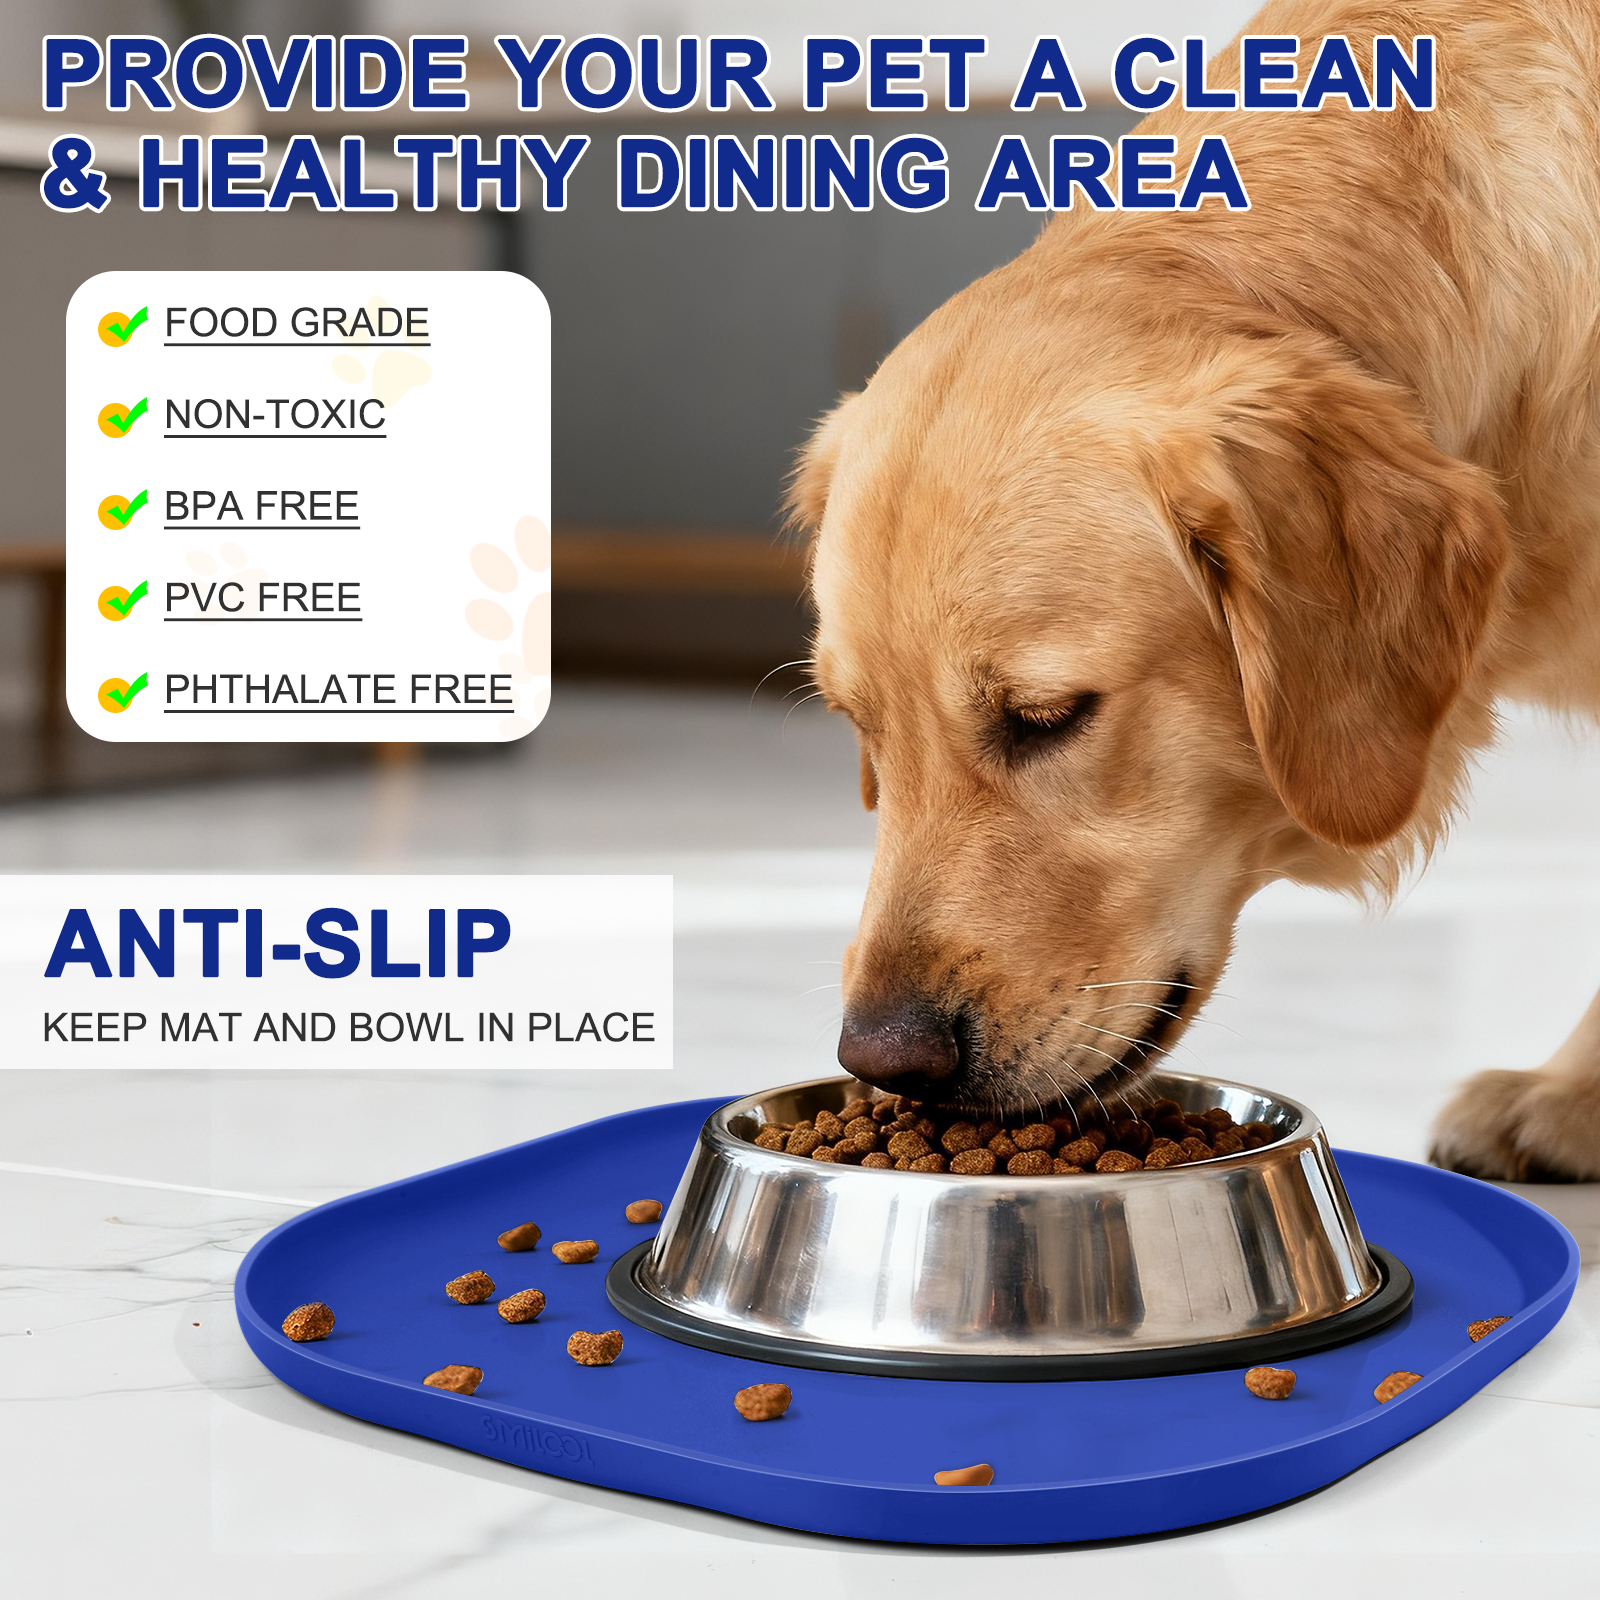 PROVIDE YOUR PET A CLEAN
& HEALTHY DINING AREA
FOOD GRADE
NON-TOXIC
BPA FREE
PVC FREE
PHTHALATE FREE
ANTI-SLIP
KEEP MAT AND BOWL IN PLACE